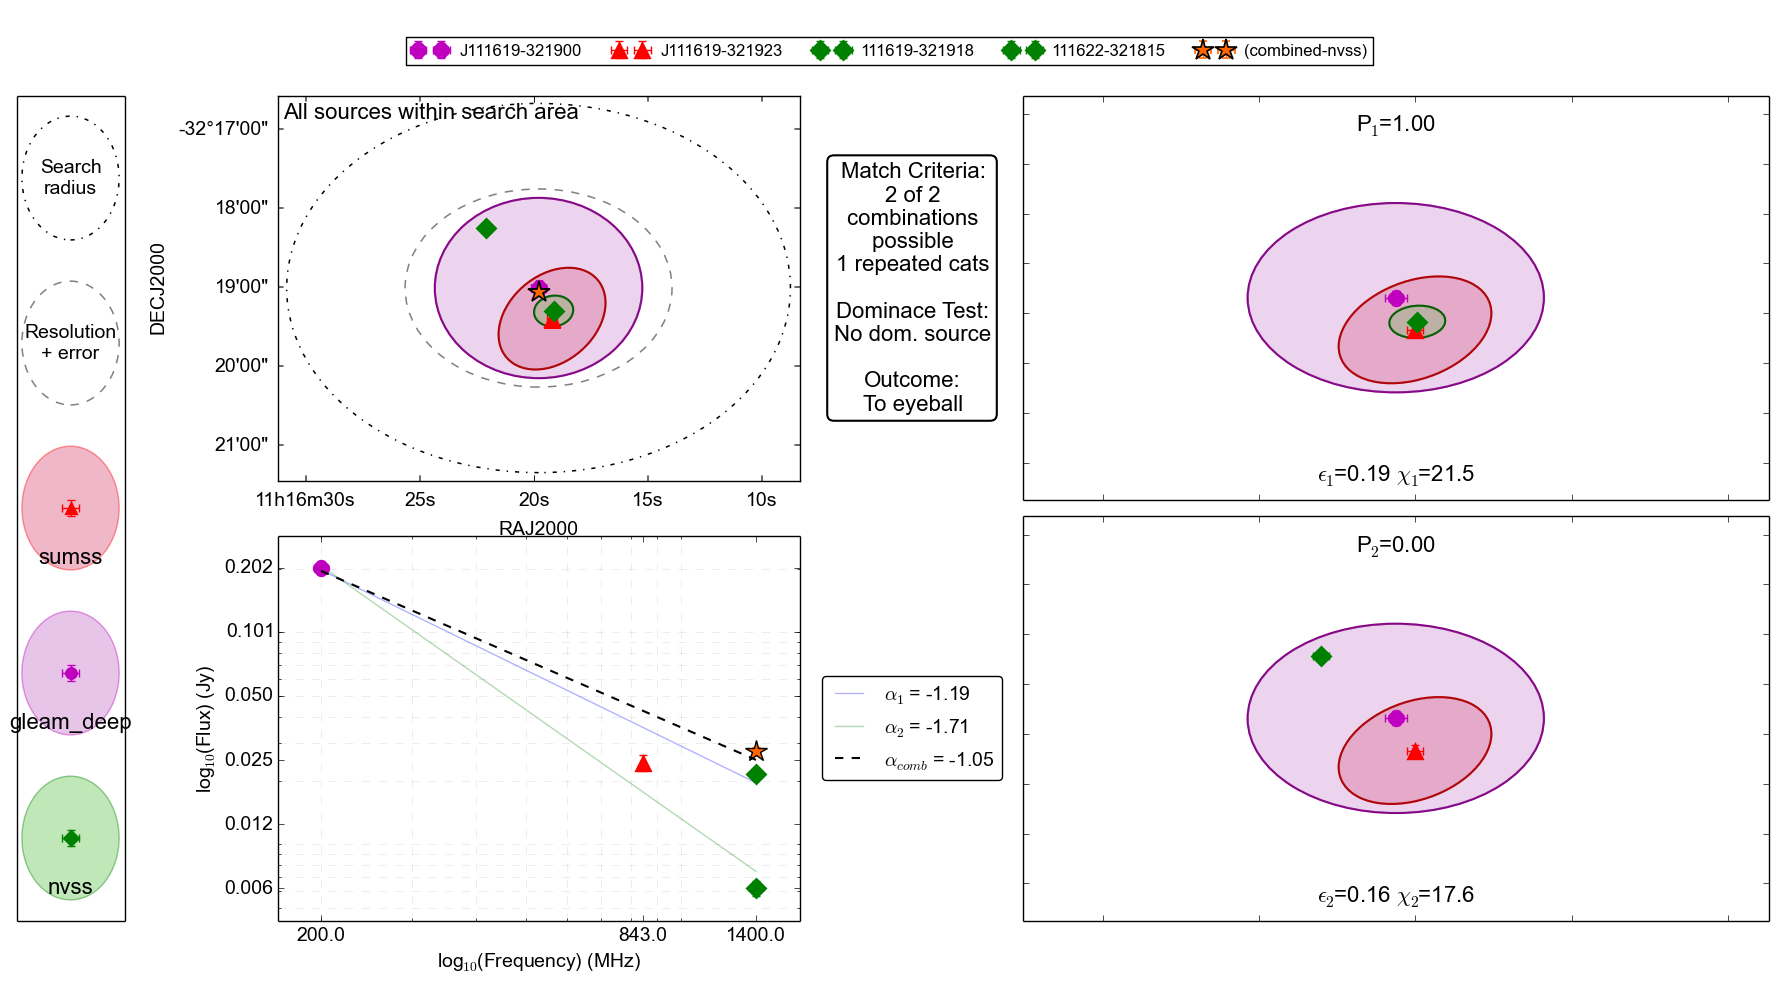 J111619-321900 J111619-321923 111619-321918 111622-321815 (combined-nvss)
Search
radius
Resolution
+ error
sumss
gleam_deep
nvss
All sources within search area
DECJ2000
-32°17'00"
18'00"
19'00"
20'00"
21'00"
11h16m30s 25s 20s 15s 10s
RAJ2000
Match Criteria:
2 of 2
combinations
possible
1 repeated cats
Dominace Test:
No dom. source
Outcome:
To eyeball
P1=1.00
ϵ1=0.19 χ1=21.5
log10(Flux) (Jy)
0.202
0.101
0.050
0.025
0.012
0.006
200.0 843.0 1400.0
log10(Frequency) (MHz)
α1 = -1.19
α2 = -1.71
αcomb = -1.05
P2=0.00
ϵ2=0.16 χ2=17.6